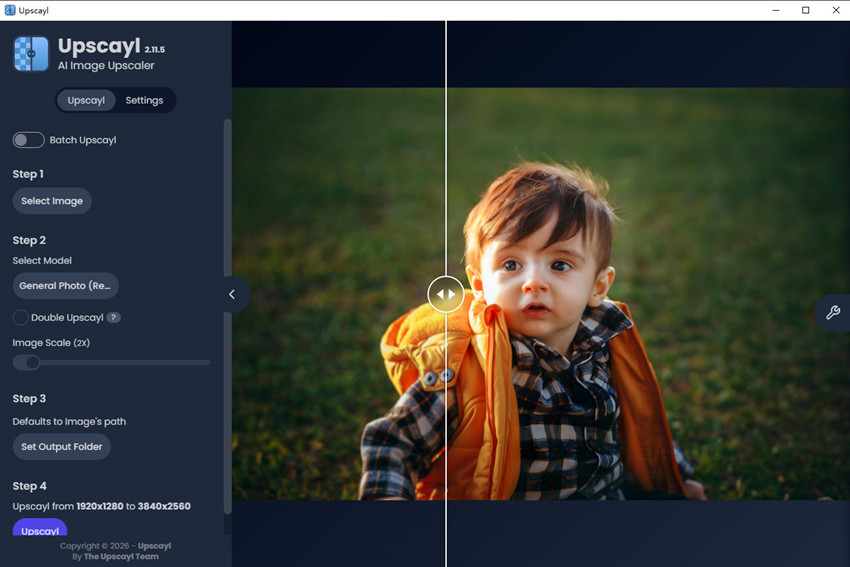 Upscayl
Upscayl 2.11.5
AI Image Upscaler
Upscayl Settings
Batch Upscayl
Step 1
Select Image
Step 2
Select Model
General Photo (Re...
Double Upscayl ?
Image Scale (2X)
Step 3
Defaults to Image's path
Set Output Folder
Step 4
Upscayl from 1920x1280 to 3840x2560
Upscayl
Copyright © 2026 - Upscayl
By The Upscayl Team